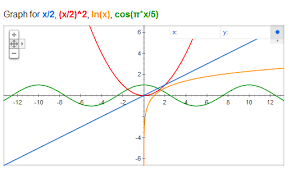 Graph for x/2, (x/2)^2, ln(x), cos(π*x/5)
x: y:
6
4
2
-12 -10 -8 -6 -4 -2 2 4 6 8 10 12
-2
-4
-6